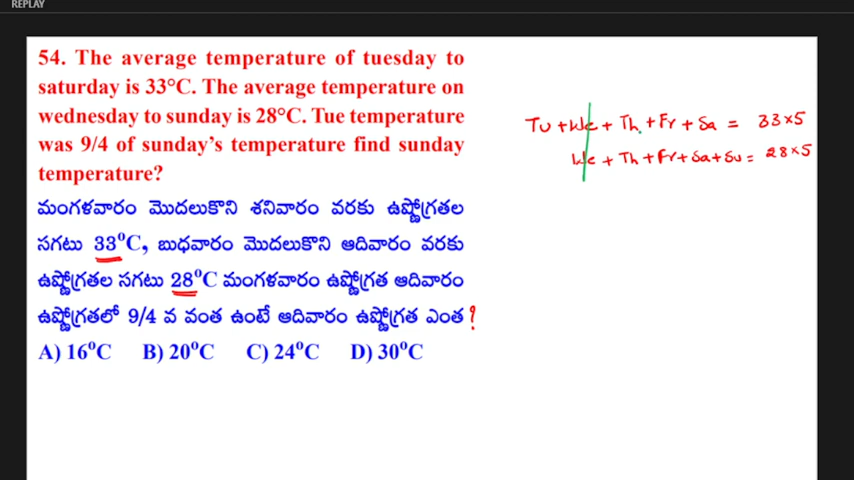 REPLAY
54. The average temperature of tuesday to
saturday is 33°C. The average temperature on
wednesday to sunday is 28°C. Tue temperature
was 9/4 of sunday's temperature find sunday
temperature?
మంగళవారం మొదలుకొని శనివారం వరకు ఉష్ణోగ్రతల
సగటు 33°C, బుధవారం మొదలుకొని ఆదివారం వరకు
ఉష్ణోగ్రతల సగటు 28°C మంగళవారం ఉష్ణోగ్రత ఆదివారం
ఉష్ణోగ్రతలో 9/4 వ వంతు ఉంటే ఆదివారం ఉష్ణోగ్రత ఎంత ?
A) 16°C B) 20°C C) 24°C D) 30°C
Tu + We + Th + Fr + Sa = 33×5
We + Th + Fr + Sa + Su = 28×5